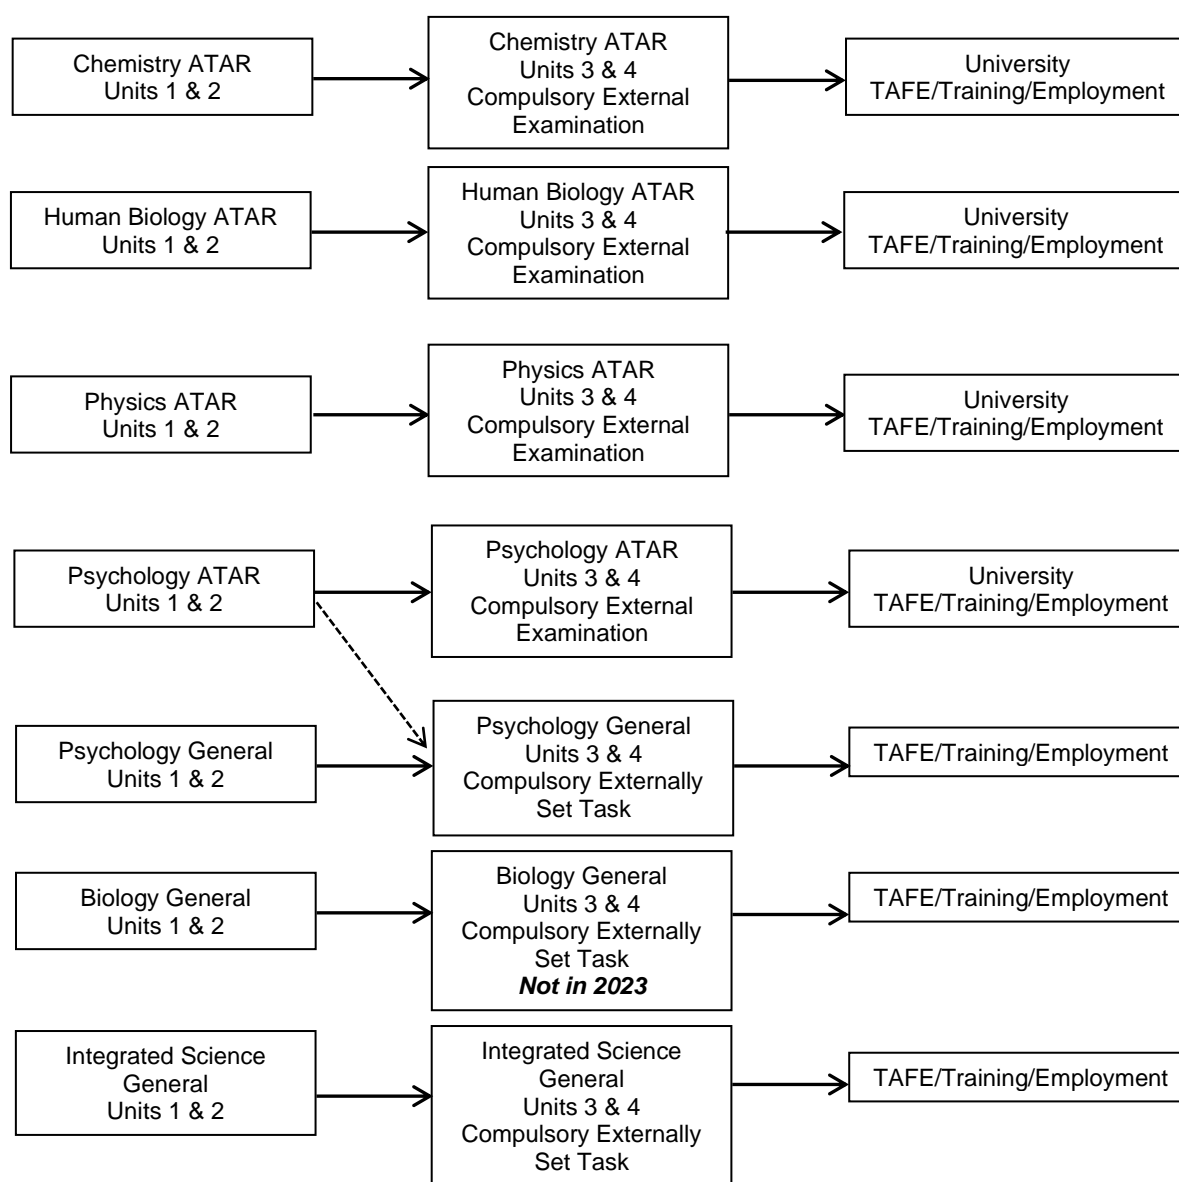 Chemistry ATAR
Units 1 & 2
Chemistry ATAR
Units 3 & 4
Compulsory External
Examination
University
TAFE/Training/Employment
Human Biology ATAR
Units 1 & 2
Human Biology ATAR
Units 3 & 4
Compulsory External
Examination
University
TAFE/Training/Employment
Physics ATAR
Units 1 & 2
Physics ATAR
Units 3 & 4
Compulsory External
Examination
University
TAFE/Training/Employment
Psychology ATAR
Units 1 & 2
Psychology ATAR
Units 3 & 4
Compulsory External
Examination
University
TAFE/Training/Employment
Psychology General
Units 1 & 2
Psychology General
Units 3 & 4
Compulsory Externally
Set Task
TAFE/Training/Employment
Biology General
Units 1 & 2
Biology General
Units 3 & 4
Compulsory Externally
Set Task
Not in 2023
TAFE/Training/Employment
Integrated Science
General
Units 1 & 2
Integrated Science
General
Units 3 & 4
Compulsory Externally
Set Task
TAFE/Training/Employment